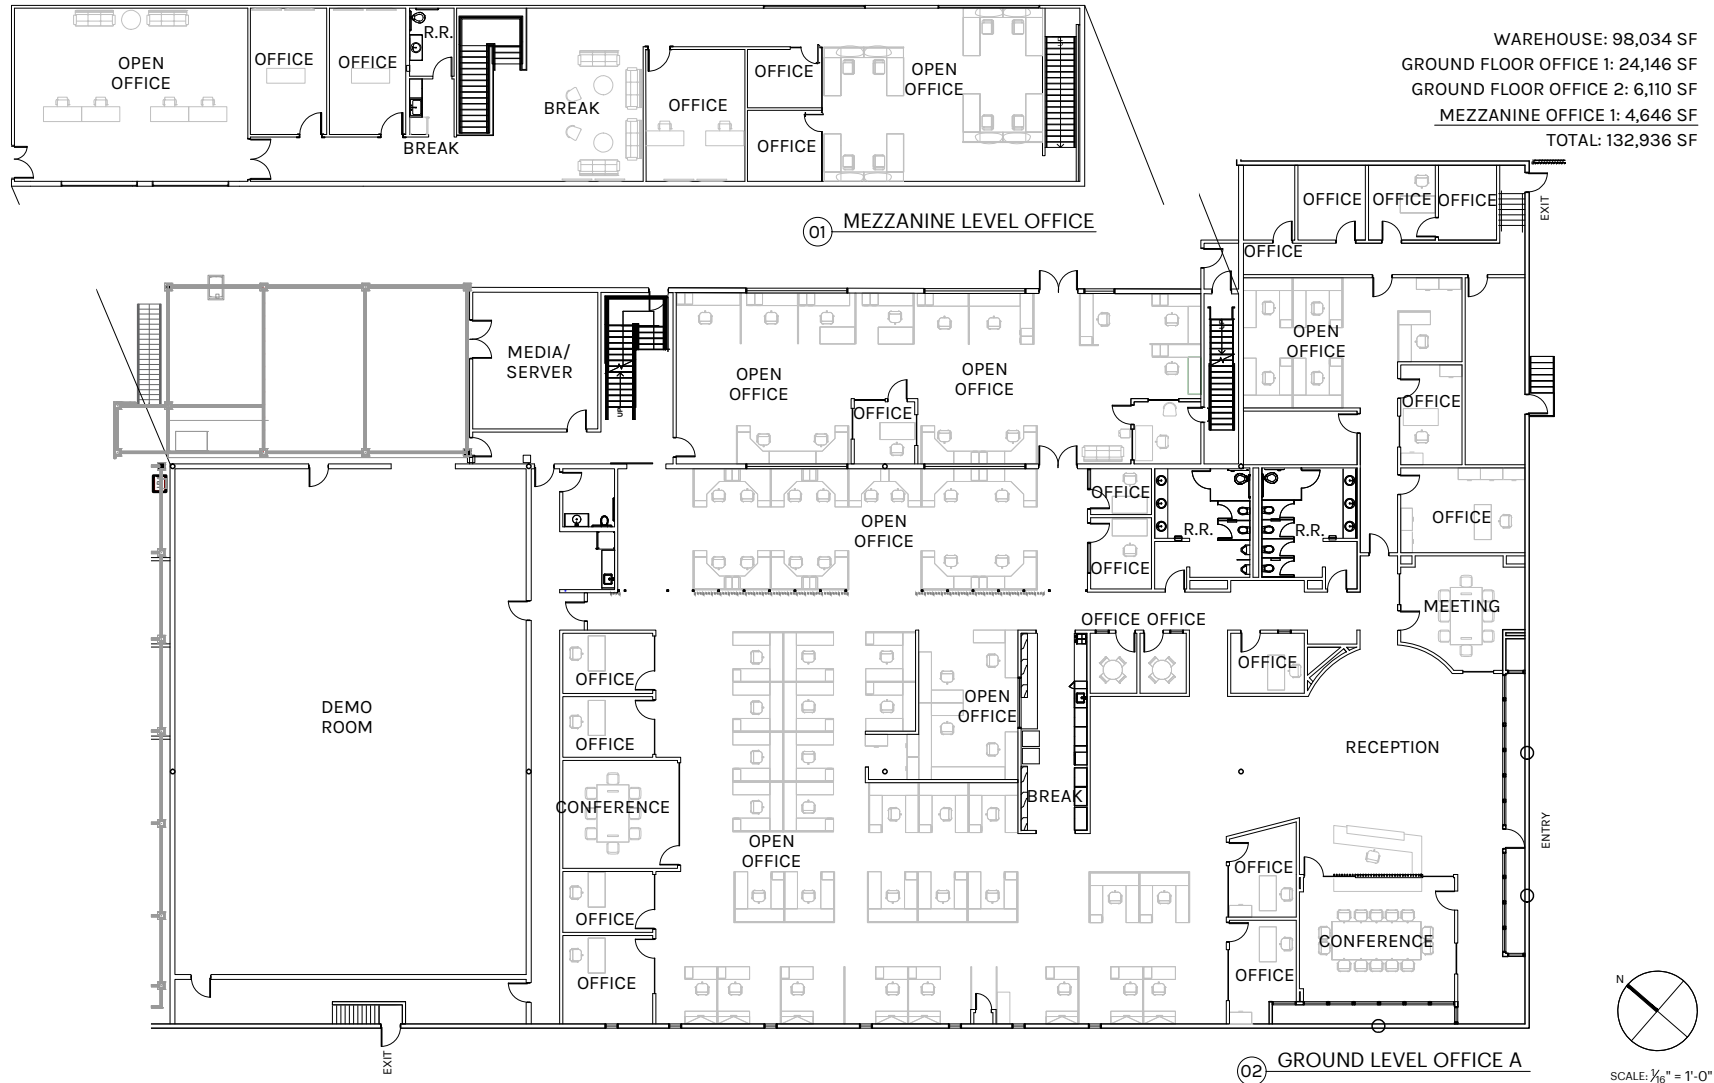 WAREHOUSE: 98,034 SF
GROUND FLOOR OFFICE 1: 24,146 SF
GROUND FLOOR OFFICE 2: 6,110 SF
MEZZANINE OFFICE 1: 4,646 SF
TOTAL: 132,936 SF
OPEN
OFFICE
OFFICE
OFFICE
R.R.
BREAK
BREAK
OFFICE
OFFICE
OFFICE
OPEN
OFFICE
01 MEZZANINE LEVEL OFFICE
OFFICE
OFFICE
OFFICE
OFFICE
EXIT
MEDIA/
SERVER
UP
OPEN
OFFICE
OFFICE
OPEN
OFFICE
OPEN
OFFICE
OFFICE
OPEN
OFFICE
OFFICE
OFFICE
R.R.
R.R.
OFFICE
MEETING
OFFICE
OFFICE
OFFICE
OFFICE
OFFICE
DEMO
ROOM
OPEN
OFFICE
RECEPTION
CONFERENCE
BREAK
OPEN
OFFICE
ENTRY
OFFICE
OFFICE
CONFERENCE
OFFICE
OFFICE
EXIT
02 GROUND LEVEL OFFICE A
N
SCALE: 1/16" = 1'-0"